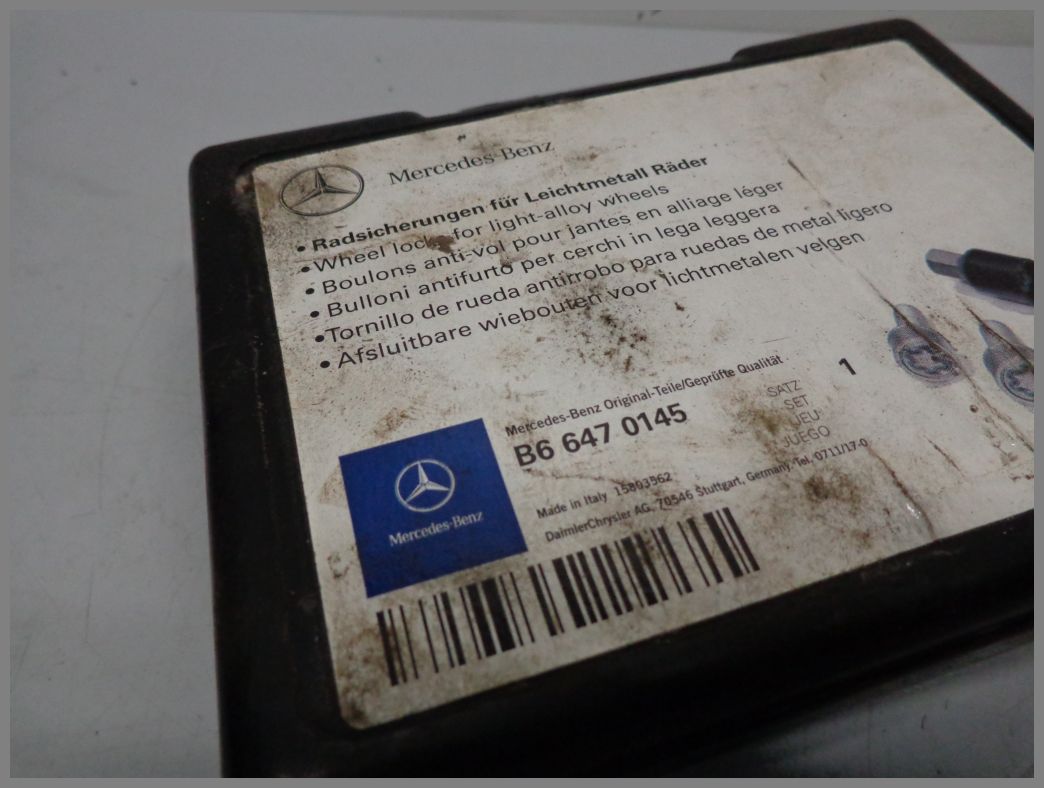 Mercedes-Benz
• Radsicherungen für Leichtmetall Räder
• Wheel locks for light-alloy wheels
• Boulons anti-vol pour jantes en alliage léger
• Bulloni antifurto per cerchi in lega leggera
• Tornillo de rueda antirrobo para ruedas de metal ligero
• Afsluitbare wiebouten voor lichtmetalen velgen
Mercedes-Benz Original-Teile/Geprüfte Qualität
B6 647 0145
SATZ
SET
JEU
JUEGO
1
Made in Italy 15893962
DaimlerChrysler AG, 70546 Stuttgart, Germany. Tel. 0711/17-0
Mercedes-Benz